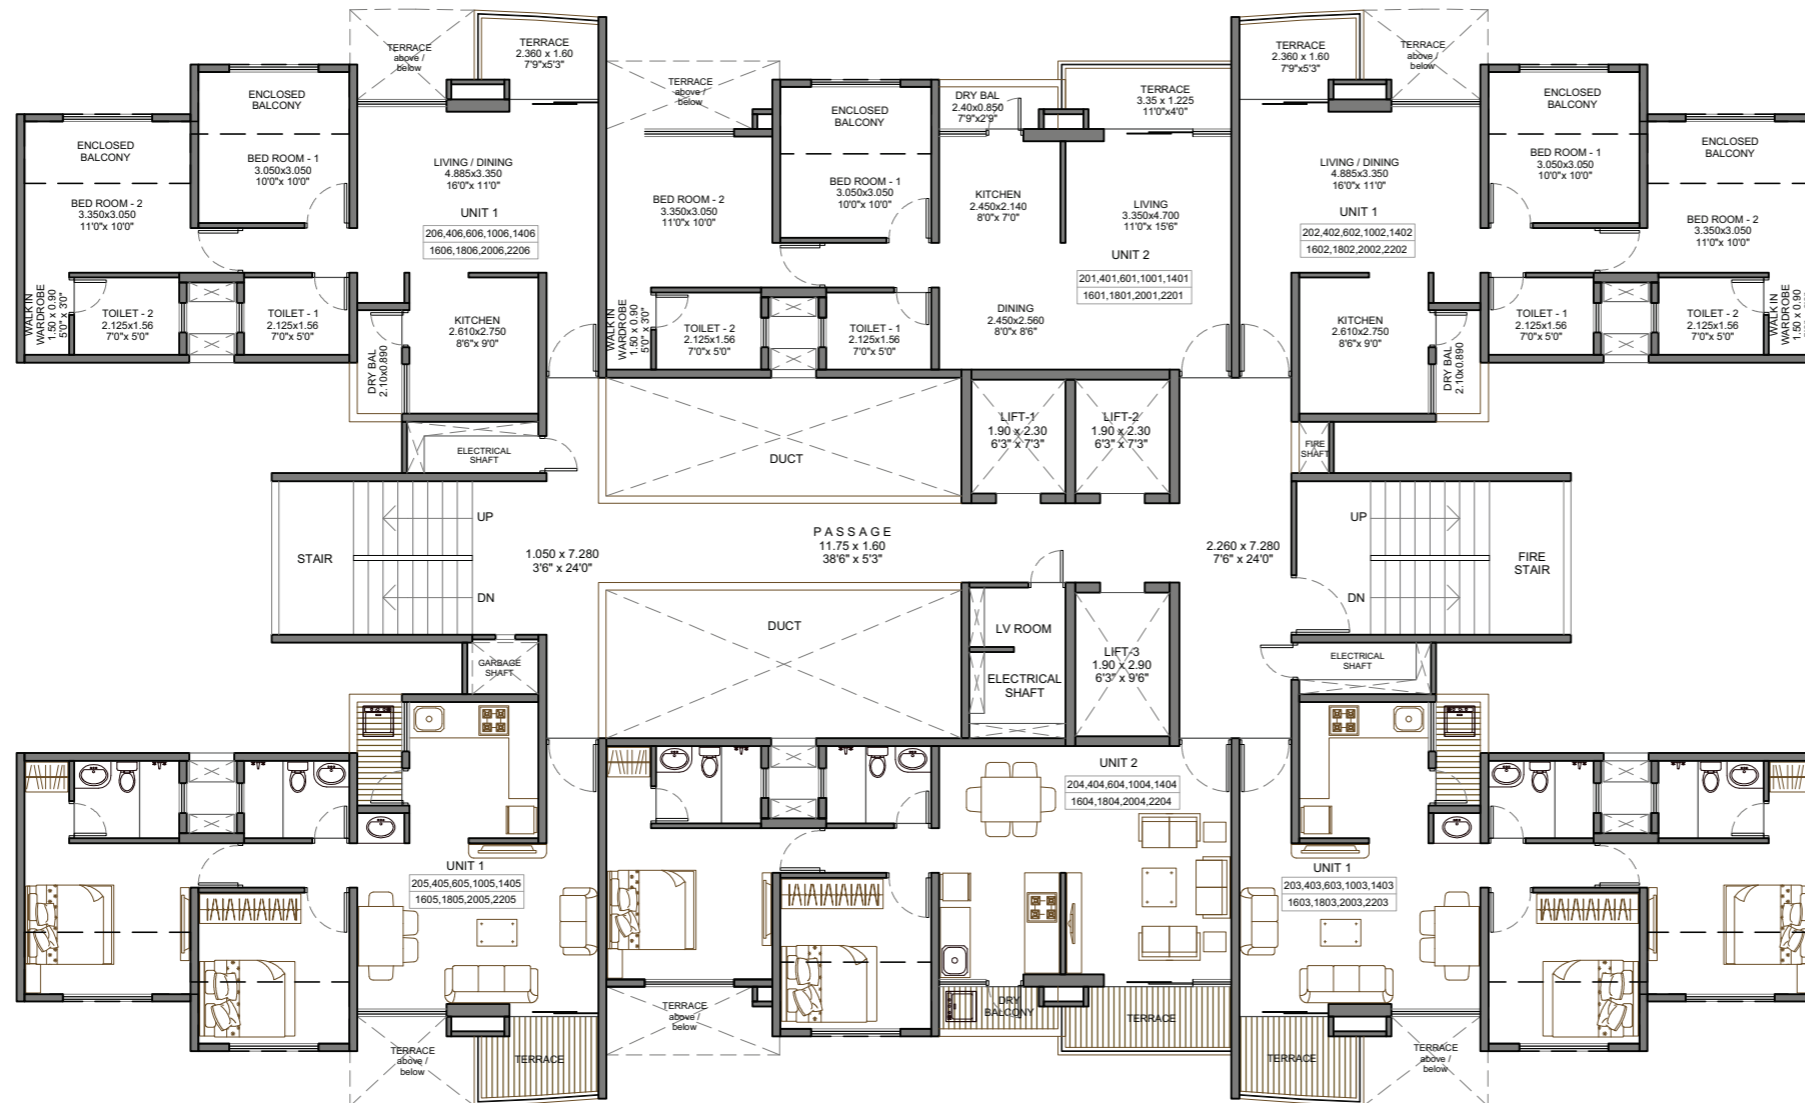 TERRACE
above /
below
TERRACE
2.360 x 1.60
7'9"x5'3"
ENCLOSED
BALCONY
BED ROOM - 1
3.050x3.050
10'0"x 10'0"
ENCLOSED
BALCONY
BED ROOM - 2
3.350x3.050
11'0"x 10'0"
LIVING / DINING
4.885x3.350
16'0"x 11'0"
UNIT 1
206,406,606,1006,1406
1606,1806,2006,2206
WALK IN
WARDROBE
1.50 x 0.90
5'0" x 3'0"
TOILET - 2
2.125x1.56
7'0"x 5'0"
TOILET - 1
2.125x1.56
7'0"x 5'0"
DRY BAL
2.10x0.890
KITCHEN
2.610x2.750
8'6"x 9'0"
TERRACE
above /
below
ENCLOSED
BALCONY
BED ROOM - 1
3.050x3.050
10'0"x 10'0"
BED ROOM - 2
3.350x3.050
11'0"x 10'0"
DRY BAL
2.40x0.850
7'9"x2'9"
TERRACE
3.35 x 1.225
11'0"x4'0"
KITCHEN
2.450x2.140
8'0"x 7'0"
LIVING
3.350x4.700
11'0"x 15'6"
UNIT 2
201,401,601,1001,1401
1601,1801,2001,2201
WALK IN
WARDROBE
1.50 x 0.90
5'0" x 3'0"
TOILET - 2
2.125x1.56
7'0"x 5'0"
TOILET - 1
2.125x1.56
7'0"x 5'0"
DINING
2.450x2.560
8'0"x 8'6"
TERRACE
2.360 x 1.60
7'9"x5'3"
TERRACE
above /
below
ENCLOSED
BALCONY
BED ROOM - 1
3.050x3.050
10'0"x 10'0"
ENCLOSED
BALCONY
BED ROOM - 2
3.350x3.050
11'0"x 10'0"
LIVING / DINING
4.885x3.350
16'0"x 11'0"
UNIT 1
202,402,602,1002,1402
1602,1802,2002,2202
KITCHEN
2.610x2.750
8'6"x 9'0"
DRY BAL
2.10x0.890
TOILET - 1
2.125x1.56
7'0"x 5'0"
TOILET - 2
2.125x1.56
7'0"x 5'0"
WALK IN
WARDROBE
1.50 x 0.90
ELECTRICAL
SHAFT
DUCT
LIFT-1
1.90 x 2.30
6'3" x 7'3"
LIFT-2
1.90 x 2.30
6'3" x 7'3"
FIRE
SHAFT
STAIR
UP
DN
1.050 x 7.280
3'6" x 24'0"
PASSAGE
11.75 x 1.60
38'6" x 5'3"
2.260 x 7.280
7'6" x 24'0"
UP
DN
FIRE
STAIR
GARBAGE
SHAFT
DUCT
LV ROOM
ELECTRICAL
SHAFT
LIFT-3
1.90 x 2.90
6'3" x 9'6"
ELECTRICAL
SHAFT
UNIT 1
205,405,605,1005,1405
1605,1805,2005,2205
TERRACE
above /
below
TERRACE
UNIT 2
204,404,604,1004,1404
1604,1804,2004,2204
TERRACE
above /
below
DRY
BALCONY
TERRACE
UNIT 1
203,403,603,1003,1403
1603,1803,2003,2203
TERRACE
TERRACE
above /
below